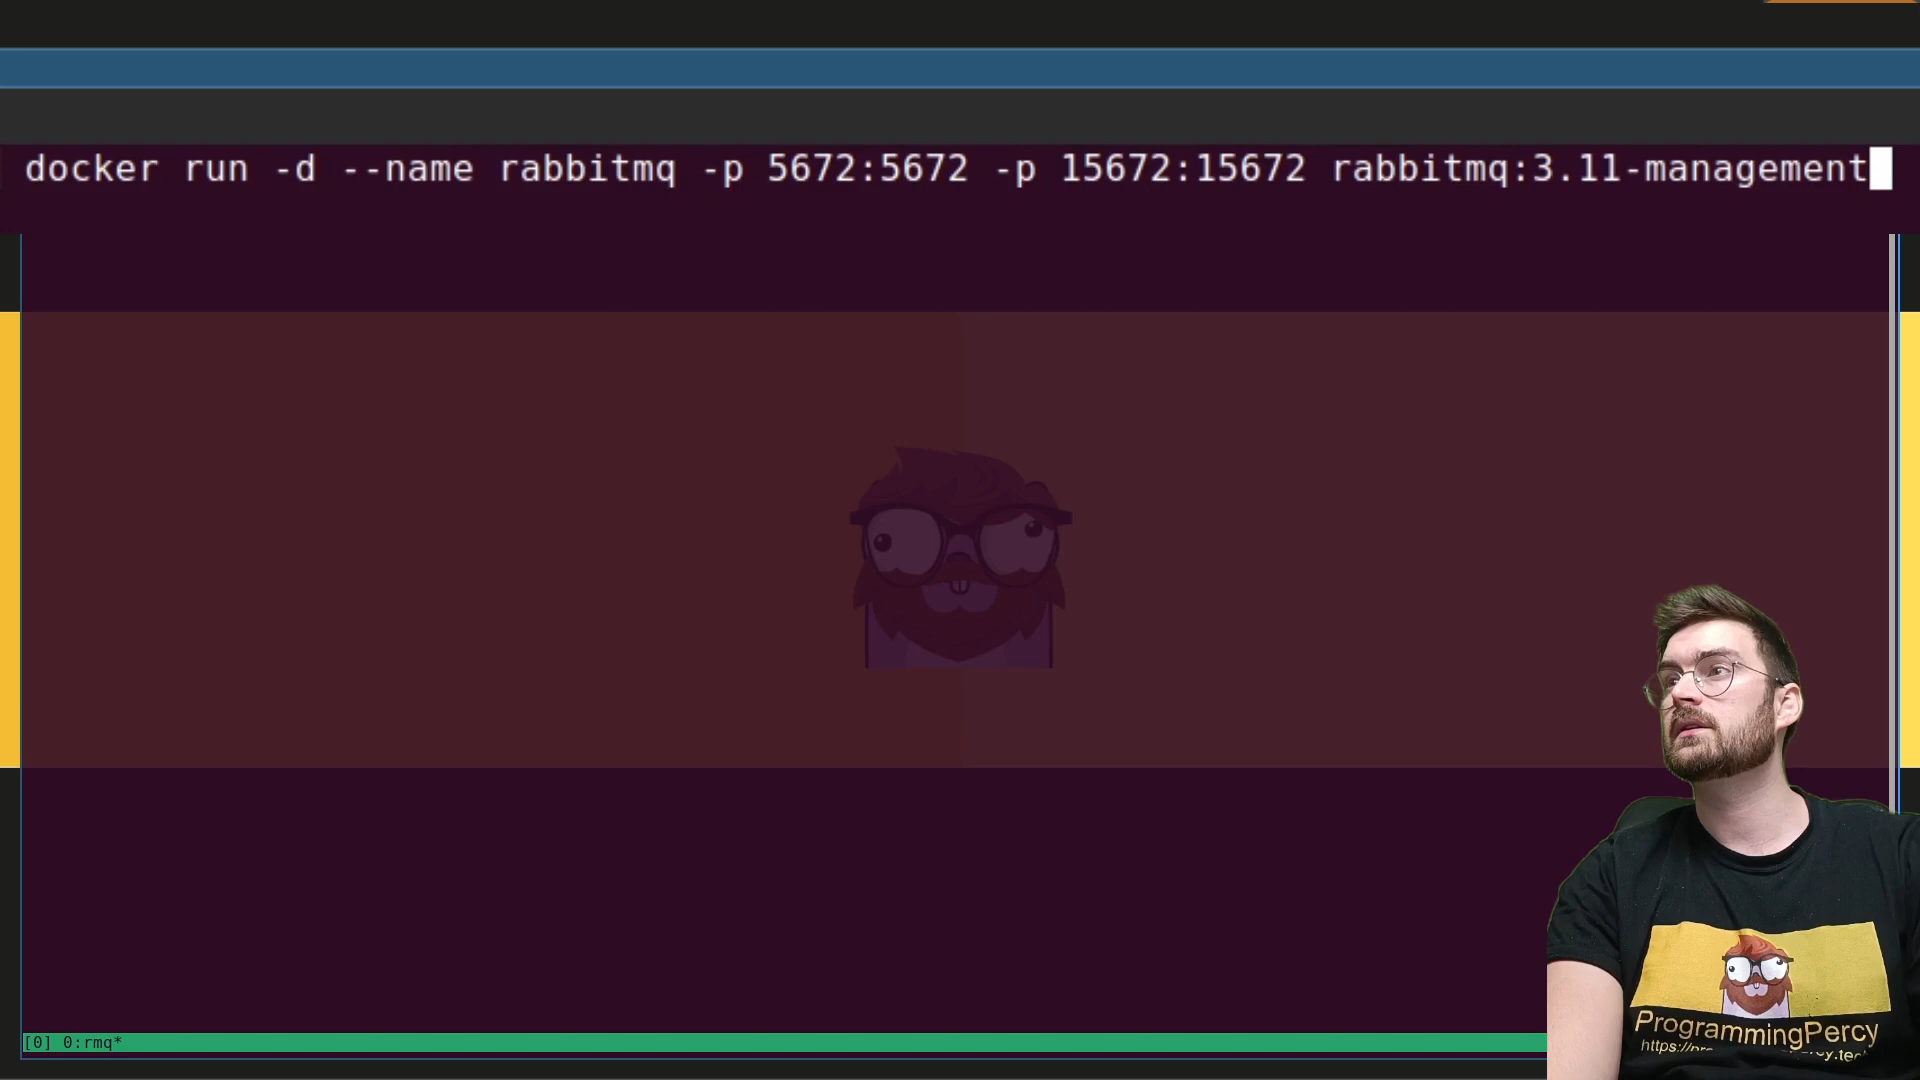 docker run -d --name rabbitmq -p 5672:5672 -p 15672:15672 rabbitmq:3.11-management
[0] 0:rmq*
ProgrammingPercy